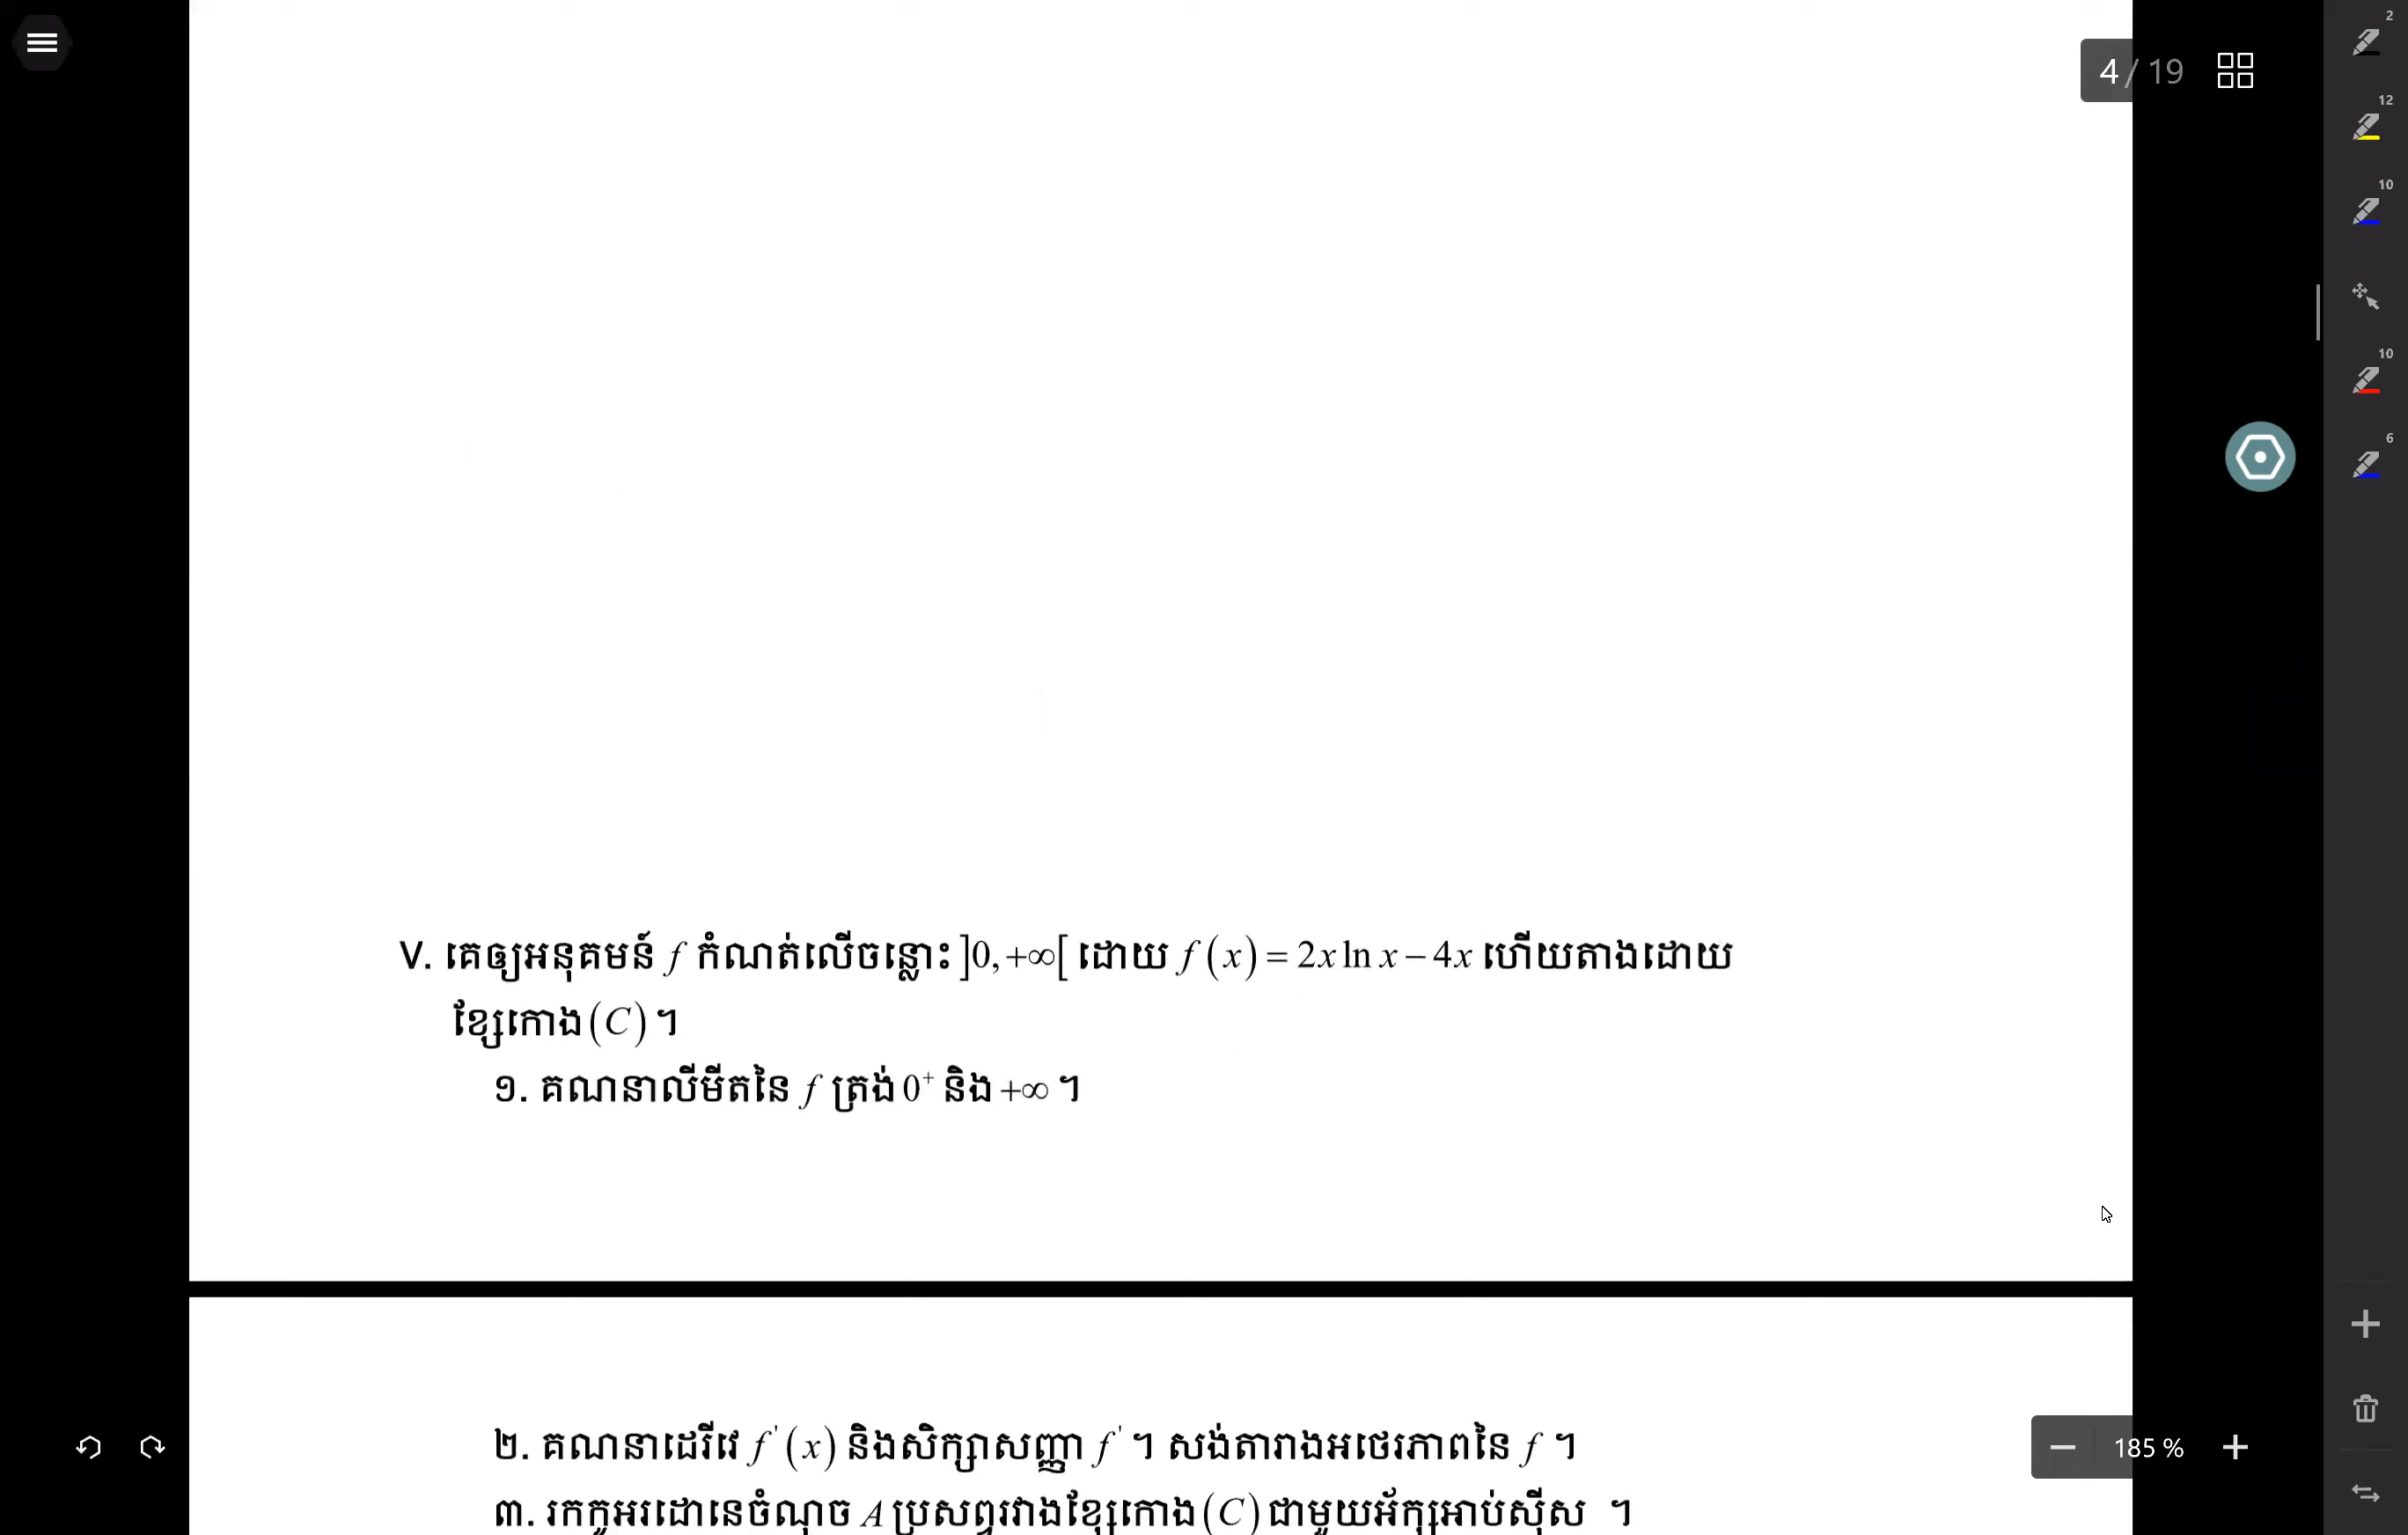 4 / 19
2
12
10
10
6
V. គេឲ្យអនុគមន៍ f កំណត់លើចន្លោះ ]0,+∞[ ដោយ f(x) = 2x ln x − 4x ហើយតាងដោយ
ខ្សែកោង(C) ។
១. គណនាលីមីតនៃ f ត្រង់ 0⁺ និង +∞ ។
២. គណនាដេរីវេ f'(x) និងសិក្សាសញ្ញា f' ។ សង់តារាងអថេរភាពនៃ f ។
៣. រកកូអរដោនេចំណុច A ប្រសព្វរវាងខ្សែកោង(C) ជាមួយអ័ក្សអាប់ស៊ីស ។
185 %